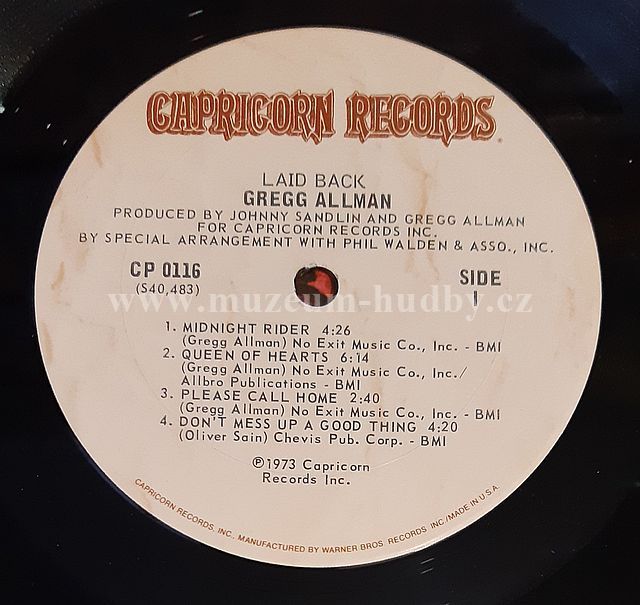 CAPRICORN RECORDS
LAID BACK
GREGG ALLMAN
PRODUCED BY JOHNNY SANDLIN AND GREGG ALLMAN
FOR CAPRICORN RECORDS INC.
BY SPECIAL ARRANGEMENT WITH PHIL WALDEN & ASSO., INC.
CP 0116 SIDE
(S40,483) I
www.muzeum-hudby.cz
1. MIDNIGHT RIDER 4:26
(Gregg Allman) No Exit Music Co., Inc. - BMI
2. QUEEN OF HEARTS 6:14
(Gregg Allman) No Exit Music Co., Inc./
Allbro Publications - BMI
3. PLEASE CALL HOME 2:40
(Gregg Allman) No Exit Music Co., Inc. - BMI
4. DON'T MESS UP A GOOD THING 4:20
(Oliver Sain) Chevis Pub. Corp. - BMI
℗1973 Capricorn
Records Inc.
CAPRICORN RECORDS, INC., MANUFACTURED BY WARNER BROS. RECORDS INC./MADE IN U.S.A.